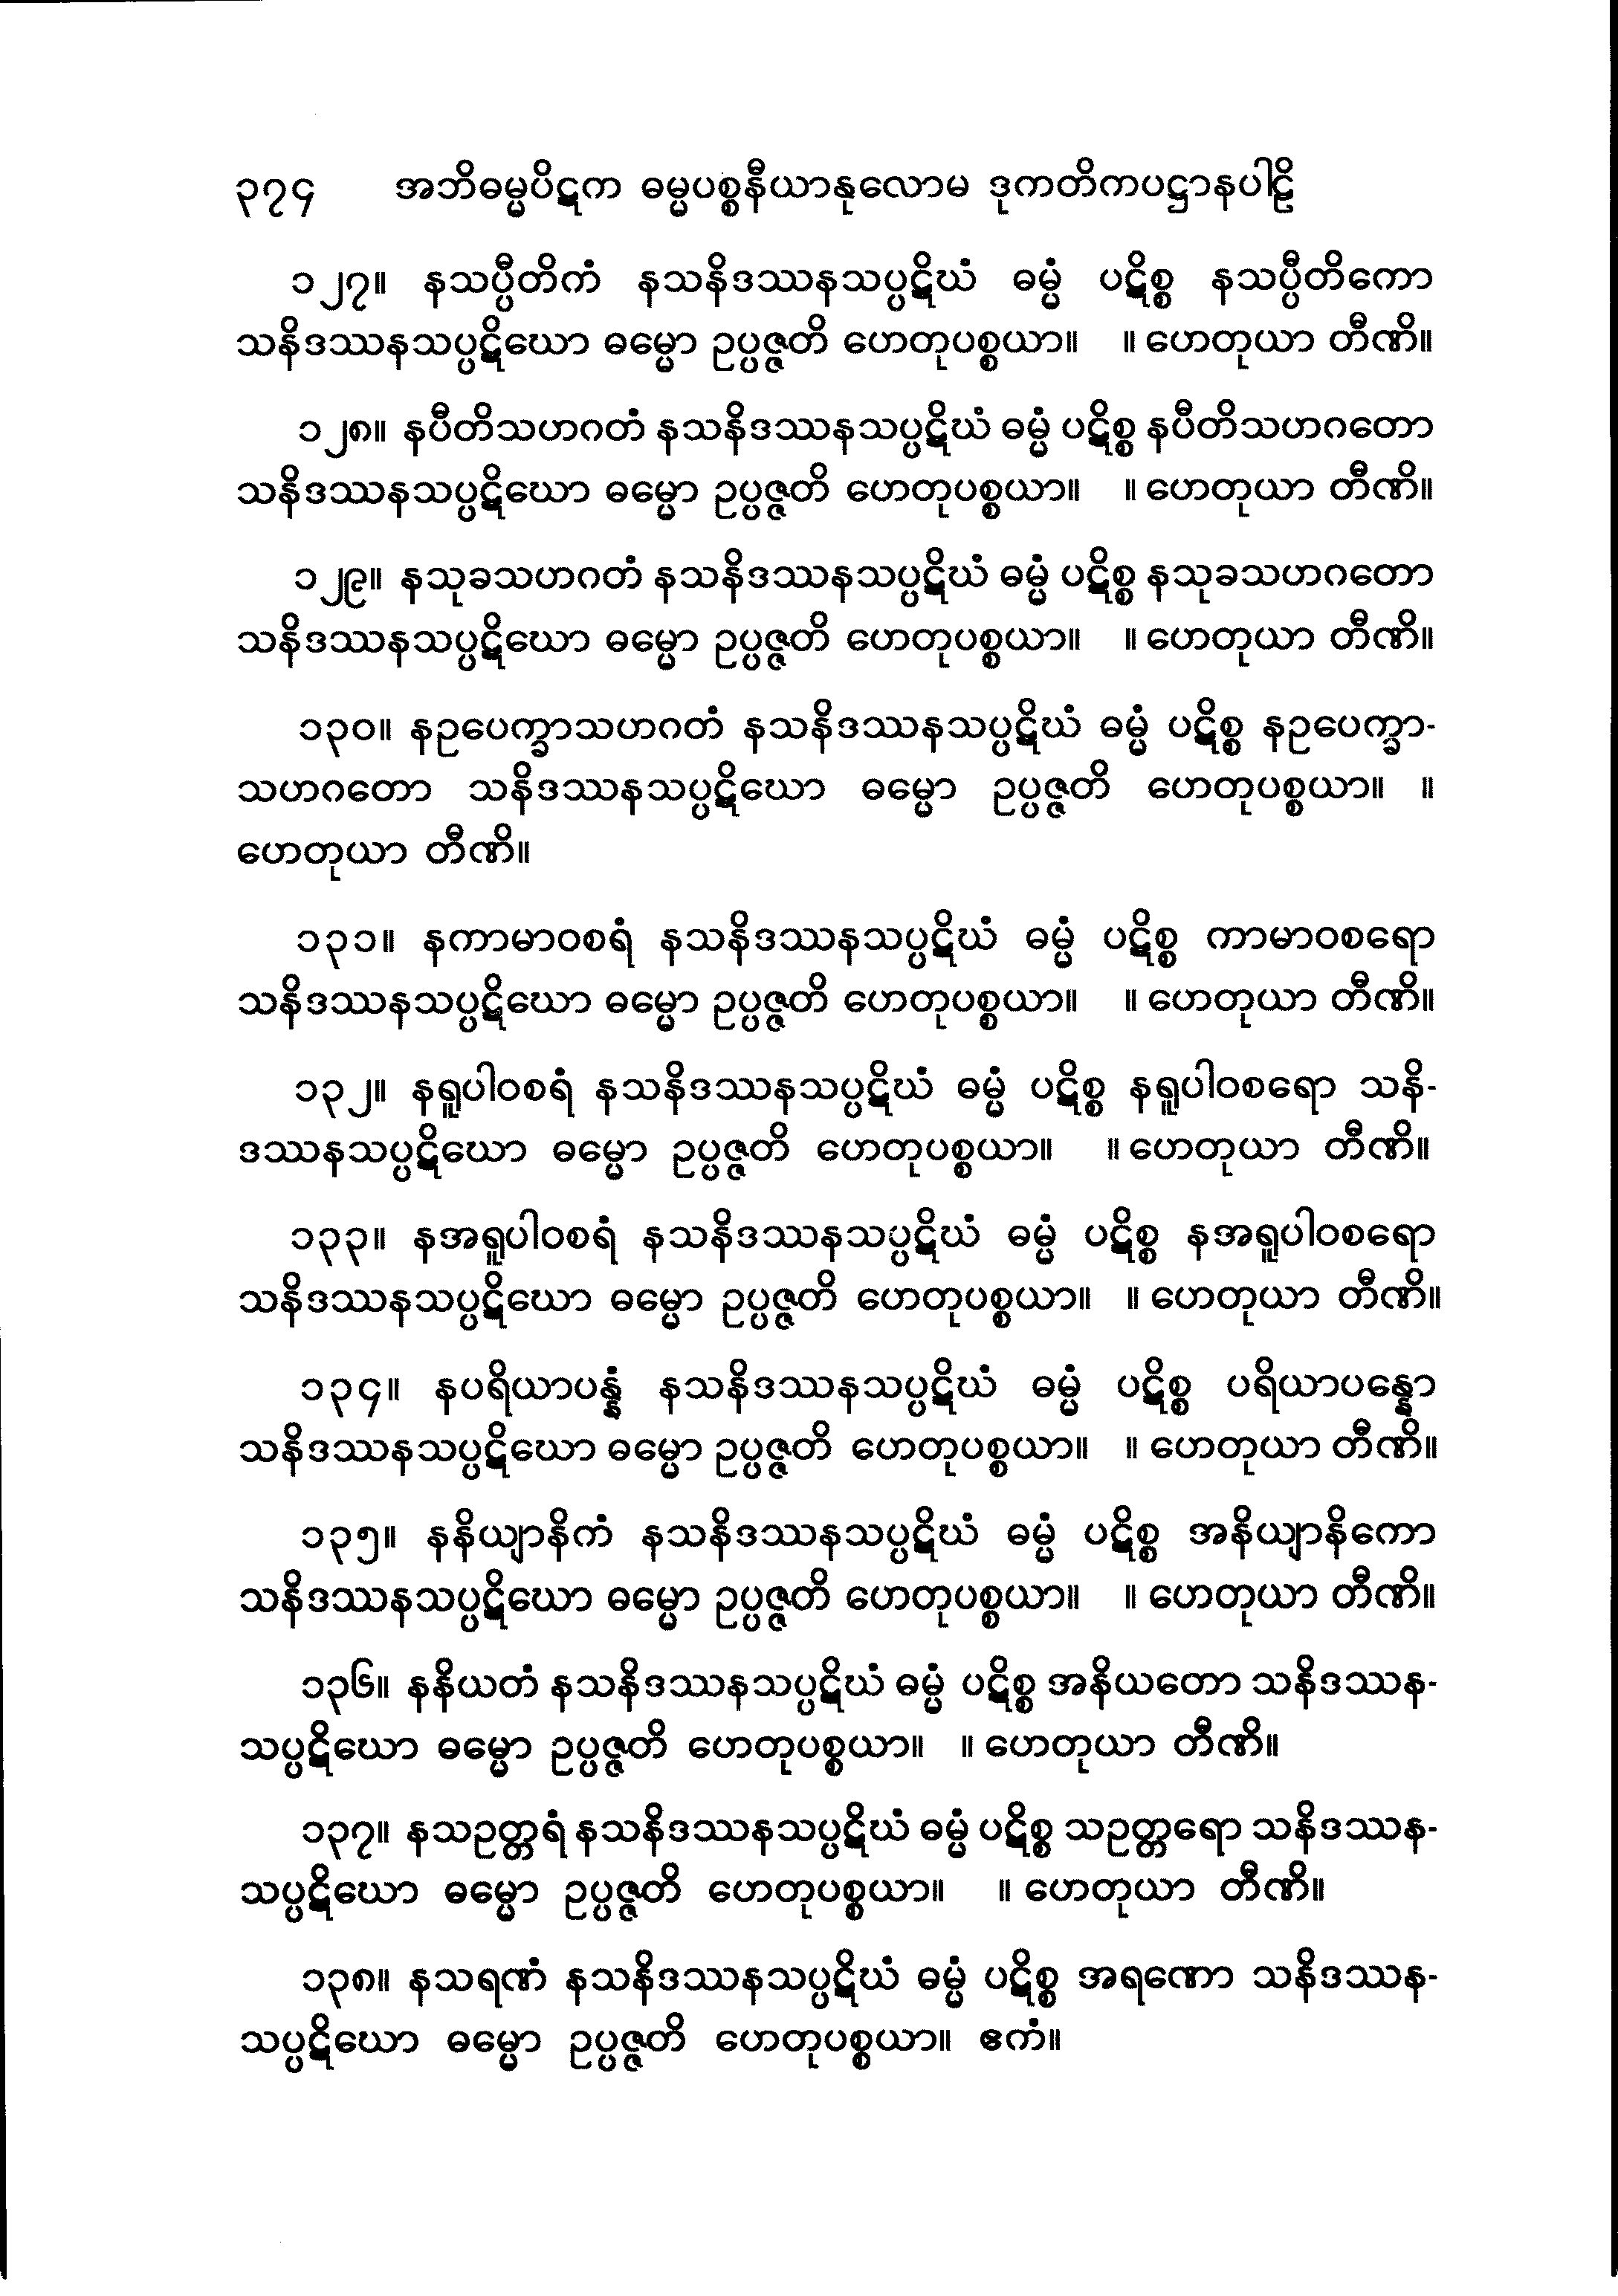 ၃၇၄ အဘိဓမ္မပိဋက ဓမ္မပစ္စနီယာနုလောမ ဒုကတိကပဋ္ဌာနပါဠိ
၁၂၇။ နသပ္ပီတိကံ နသနိဒဿနသပ္ပဋိဃံ ဓမ္မံ ပဋိစ္စ နသပ္ပီတိကော
သနိဒဿနသပ္ပဋိဃော ဓမ္မော ဥပ္ပဇ္ဇတိ ဟေတုပစ္စယာ။ ။ ဟေတုယာ တီဏိ။
၁၂၈။ နပီတိသဟဂတံ နသနိဒဿနသပ္ပဋိဃံ ဓမ္မံ ပဋိစ္စ နပီတိသဟဂတော
သနိဒဿနသပ္ပဋိဃော ဓမ္မော ဥပ္ပဇ္ဇတိ ဟေတုပစ္စယာ။ ။ ဟေတုယာ တီဏိ။
၁၂၉။ နသုခသဟဂတံ နသနိဒဿနသပ္ပဋိဃံ ဓမ္မံ ပဋိစ္စ နသုခသဟဂတော
သနိဒဿနသပ္ပဋိဃော ဓမ္မော ဥပ္ပဇ္ဇတိ ဟေတုပစ္စယာ။ ။ ဟေတုယာ တီဏိ။
၁၃၀။ နဥပေက္ခာသဟဂတံ နသနိဒဿနသပ္ပဋိဃံ ဓမ္မံ ပဋိစ္စ နဥပေက္ခာ-
သဟဂတော သနိဒဿနသပ္ပဋိဃော ဓမ္မော ဥပ္ပဇ္ဇတိ ဟေတုပစ္စယာ။ ။
ဟေတုယာ တီဏိ။
၁၃၁။ နကာမာဝစရံ နသနိဒဿနသပ္ပဋိဃံ ဓမ္မံ ပဋိစ္စ ကာမာဝစရော
သနိဒဿနသပ္ပဋိဃော ဓမ္မော ဥပ္ပဇ္ဇတိ ဟေတုပစ္စယာ။ ။ ဟေတုယာ တီဏိ။
၁၃၂။ နရူပါဝစရံ နသနိဒဿနသပ္ပဋိဃံ ဓမ္မံ ပဋိစ္စ နရူပါဝစရော သနိ-
ဒဿနသပ္ပဋိဃော ဓမ္မော ဥပ္ပဇ္ဇတိ ဟေတုပစ္စယာ။ ။ ဟေတုယာ တီဏိ။
၁၃၃။ နအရူပါဝစရံ နသနိဒဿနသပ္ပဋိဃံ ဓမ္မံ ပဋိစ္စ နအရူပါဝစရော
သနိဒဿနသပ္ပဋိဃော ဓမ္မော ဥပ္ပဇ္ဇတိ ဟေတုပစ္စယာ။ ။ ဟေတုယာ တီဏိ။
၁၃၄။ နပရိယာပန္နံ နသနိဒဿနသပ္ပဋိဃံ ဓမ္မံ ပဋိစ္စ ပရိယာပန္နော
သနိဒဿနသပ္ပဋိဃော ဓမ္မော ဥပ္ပဇ္ဇတိ ဟေတုပစ္စယာ။ ။ ဟေတုယာ တီဏိ။
၁၃၅။ နနိယျာနိကံ နသနိဒဿနသပ္ပဋိဃံ ဓမ္မံ ပဋိစ္စ အနိယျာနိကော
သနိဒဿနသပ္ပဋိဃော ဓမ္မော ဥပ္ပဇ္ဇတိ ဟေတုပစ္စယာ။ ။ ဟေတုယာ တီဏိ။
၁၃၆။ နနိယတံ နသနိဒဿနသပ္ပဋိဃံ ဓမ္မံ ပဋိစ္စ အနိယတော သနိဒဿန-
သပ္ပဋိဃော ဓမ္မော ဥပ္ပဇ္ဇတိ ဟေတုပစ္စယာ။ ။ ဟေတုယာ တီဏိ။
၁၃၇။ နသဥတ္တရံ နသနိဒဿနသပ္ပဋိဃံ ဓမ္မံ ပဋိစ္စ သဥတ္တရော သနိဒဿန-
သပ္ပဋိဃော ဓမ္မော ဥပ္ပဇ္ဇတိ ဟေတုပစ္စယာ။ ။ ဟေတုယာ တီဏိ။
၁၃၈။ နသရဏံ နသနိဒဿနသပ္ပဋိဃံ ဓမ္မံ ပဋိစ္စ အရဏော သနိဒဿန-
သပ္ပဋိဃော ဓမ္မော ဥပ္ပဇ္ဇတိ ဟေတုပစ္စယာ။ ဧကံ။